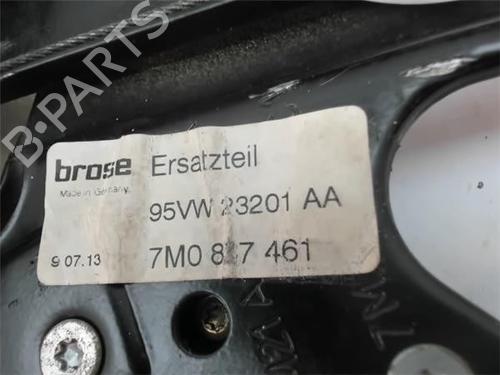 B-PARTS
brose Ersatzteil
Made in Germany
95VW 23201 AA
9 07.13 7M0 837 461